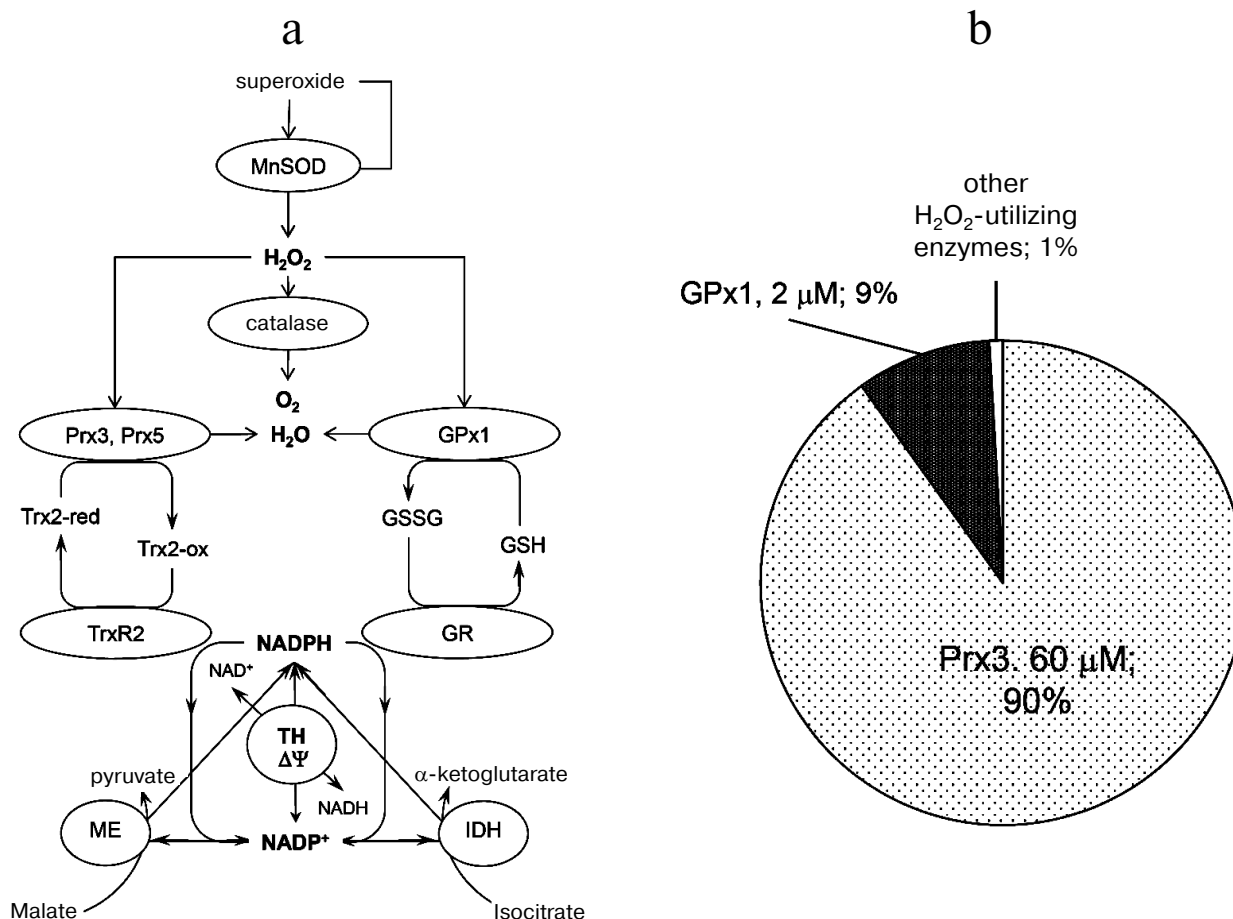 a
superoxide
MnSOD
H₂O₂
catalase
O₂
Prx3, Prx5
H₂O
GPx1
Trx2-red
Trx2-ox
GSSG
GSH
TrxR2
NADPH
GR
NAD⁺
TH
ΔΨ
pyruvate
α-ketoglutarate
NADH
ME
NADP⁺
IDH
Malate
Isocitrate
b
other
H₂O₂-utilizing
enzymes; 1%
GPx1, 2 μM; 9%
Prx3. 60 μM;
90%